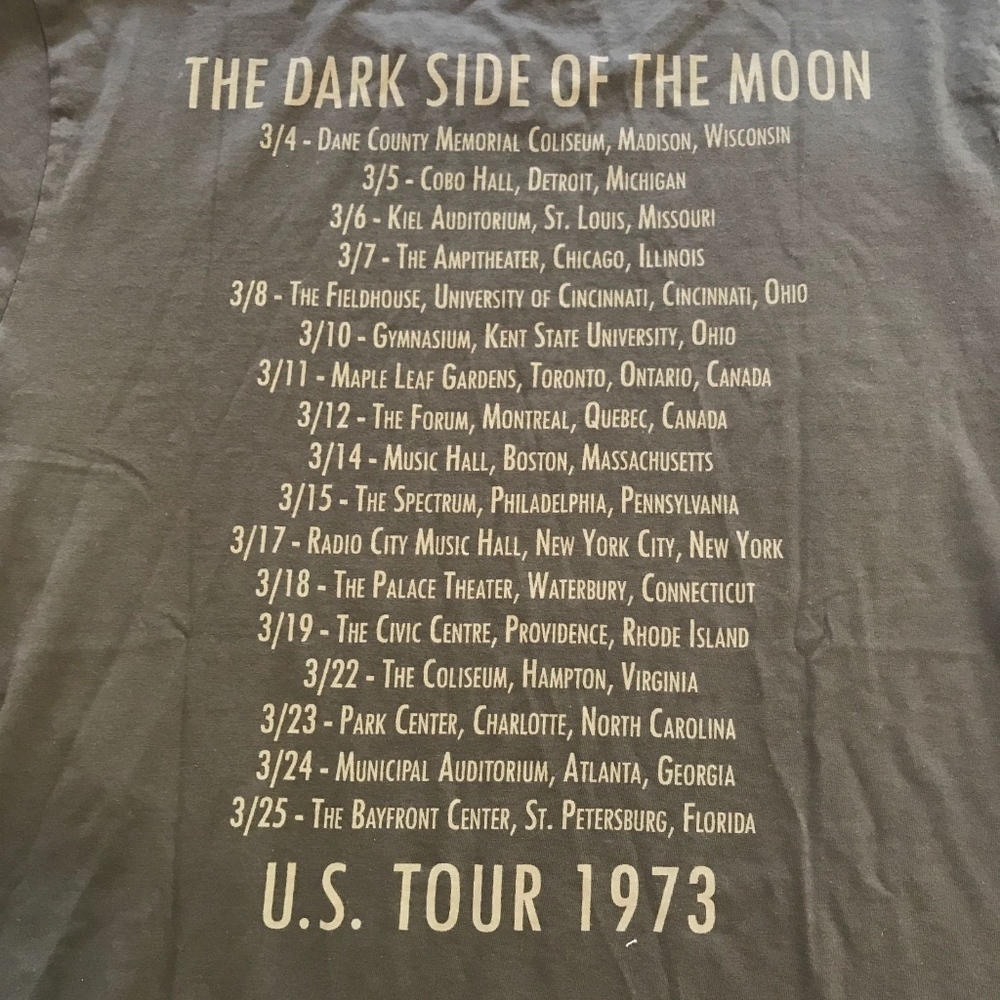 THE DARK SIDE OF THE MOON
3/4 - DANE COUNTY MEMORIAL COLISEUM, MADISON, WISCONSIN
3/5 - COBO HALL, DETROIT, MICHIGAN
3/6 - KIEL AUDITORIUM, ST. LOUIS, MISSOURI
3/7 - THE AMPITHEATER, CHICAGO, ILLINOIS
3/8 - THE FIELDHOUSE, UNIVERSITY OF CINCINNATI, CINCINNATI, OHIO
3/10 - GYMNASIUM, KENT STATE UNIVERSITY, OHIO
3/11 - MAPLE LEAF GARDENS, TORONTO, ONTARIO, CANADA
3/12 - THE FORUM, MONTREAL, QUEBEC, CANADA
3/14 - MUSIC HALL, BOSTON, MASSACHUSETTS
3/15 - THE SPECTRUM, PHILADELPHIA, PENNSYLVANIA
3/17 - RADIO CITY MUSIC HALL, NEW YORK CITY, NEW YORK
3/18 - THE PALACE THEATER, WATERBURY, CONNECTICUT
3/19 - THE CIVIC CENTRE, PROVIDENCE, RHODE ISLAND
3/22 - THE COLISEUM, HAMPTON, VIRGINIA
3/23 - PARK CENTER, CHARLOTTE, NORTH CAROLINA
3/24 - MUNICIPAL AUDITORIUM, ATLANTA, GEORGIA
3/25 - THE BAYFRONT CENTER, ST. PETERSBURG, FLORIDA
U.S. TOUR 1973